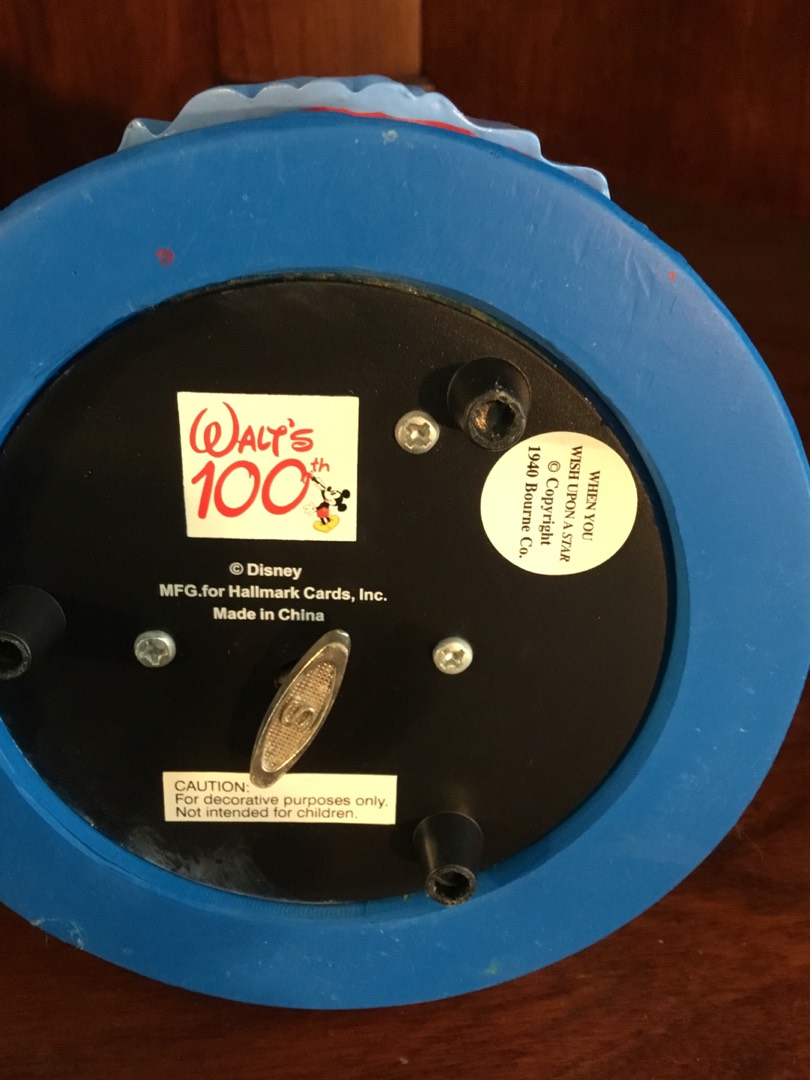 WALT'S
100th
© Disney
MFG.for Hallmark Cards, Inc.
Made in China
WHEN YOU
WISH UPON A STAR
© Copyright
1940 Bourne Co.
S
CAUTION:
For decorative purposes only.
Not intended for children.